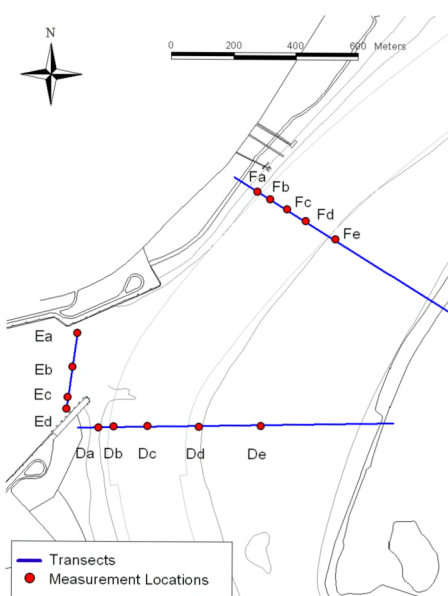 N
0 200 400 600 Meters
Fa
Fb
Fc
Fd
Fe
Ea
Eb
Ec
Ed
Da Db Dc Dd De
Transects
Measurement Locations